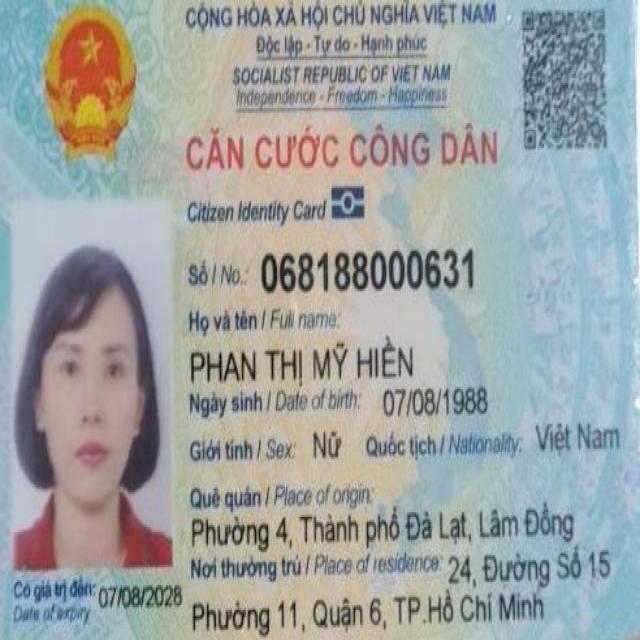 CỘNG HÒA XÃ HỘI CHỦ NGHĨA VIỆT NAM
Độc lập - Tự do - Hạnh phúc
SOCIALIST REPUBLIC OF VIET NAM
Independence - Freedom - Happiness
CĂN CƯỚC CÔNG DÂN
Citizen Identity Card
Số / No.: 068188000631
Họ và tên / Full name:
PHAN THỊ MỸ HIỀN
Ngày sinh / Date of birth: 07/08/1988
Giới tính / Sex: Nữ Quốc tịch / Nationality: Việt Nam
Quê quán / Place of origin:
Phường 4, Thành phố Đà Lạt, Lâm Đồng
Nơi thường trú / Place of residence: 24, Đường Số 15
Phường 11, Quận 6, TP.Hồ Chí Minh
Có giá trị đến: 07/08/2028
Date of expiry